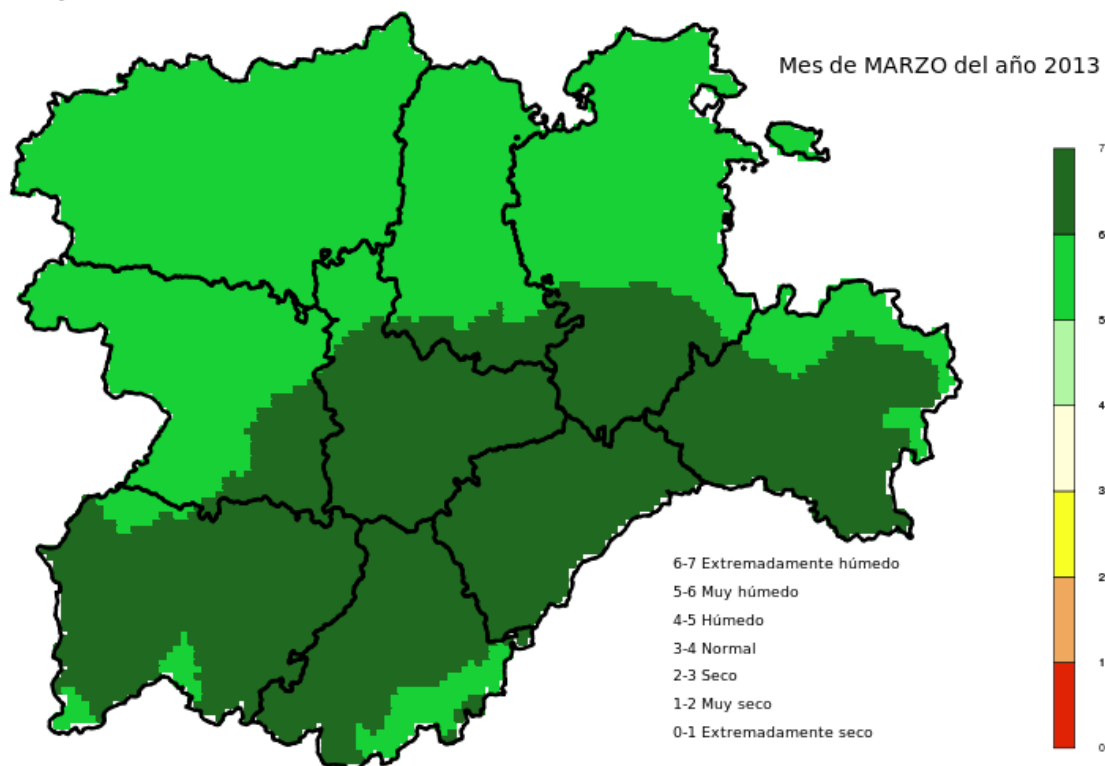 Mes de MARZO del año 2013
7
6
5
4
3
2
1
0
6-7 Extremadamente húmedo
5-6 Muy húmedo
4-5 Húmedo
3-4 Normal
2-3 Seco
1-2 Muy seco
0-1 Extremadamente seco